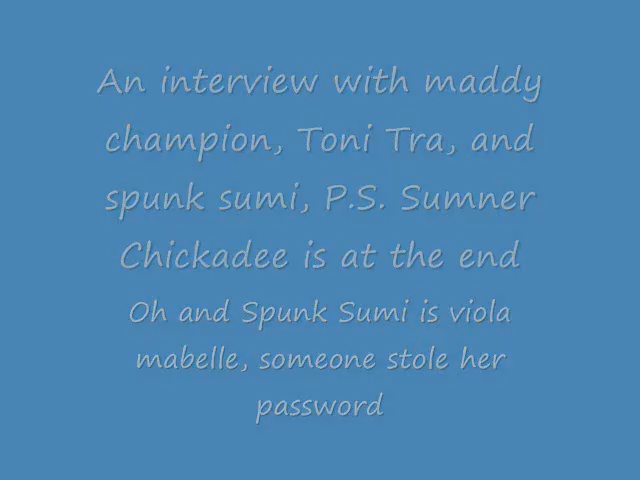 An interview with maddy
champion, Toni Tra, and
spunk sumi, P.S. Sumner
Chickadee is at the end
Oh and Spunk Sumi is viola
mabelle, someone stole her
password